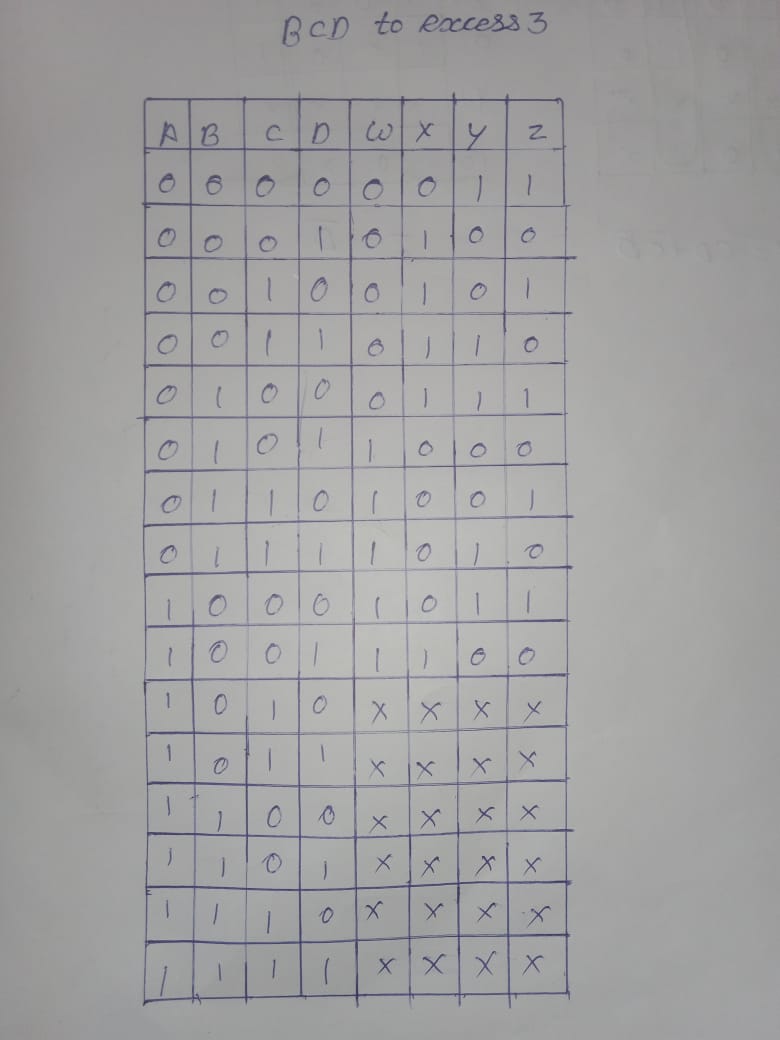 BCD to excess 3
A B C D W X Y Z
0 0 0 0 0 0 1 1
0 0 0 1 0 1 0 0
0 0 1 0 0 1 0 1
0 0 1 1 0 1 1 0
0 1 0 0 0 1 1 1
0 1 0 1 1 0 0 0
0 1 1 0 1 0 0 1
0 1 1 1 1 0 1 0
1 0 0 0 1 0 1 1
1 0 0 1 1 1 0 0
1 0 1 0 x x x x
1 0 1 1 x x x x
1 1 0 0 x x x x
1 1 0 1 x x x x
1 1 1 0 x x x x
1 1 1 1 x x x x